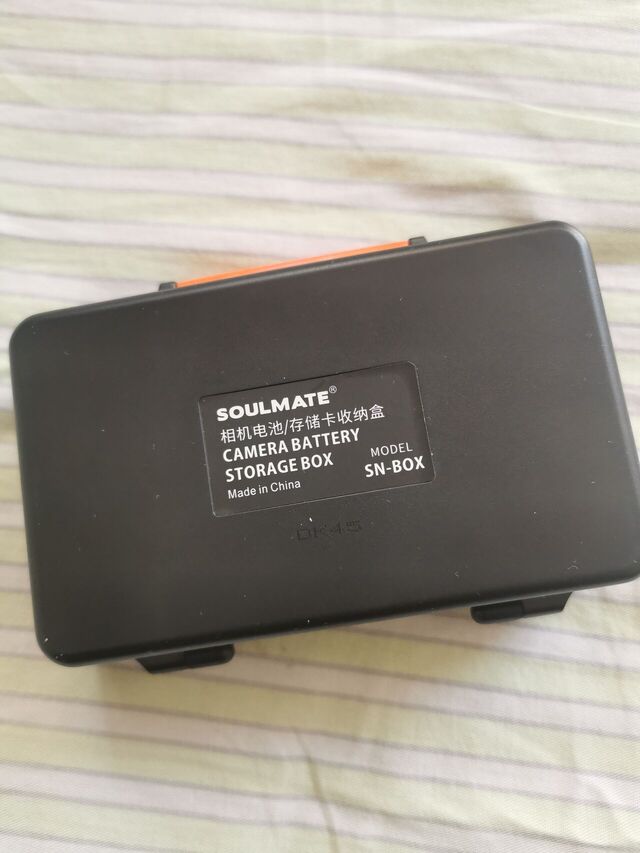 SOULMATE®
相机电池/存储卡收纳盒
CAMERA BATTERY
STORAGE BOX
Made in China
MODEL
SN-BOX
DK45